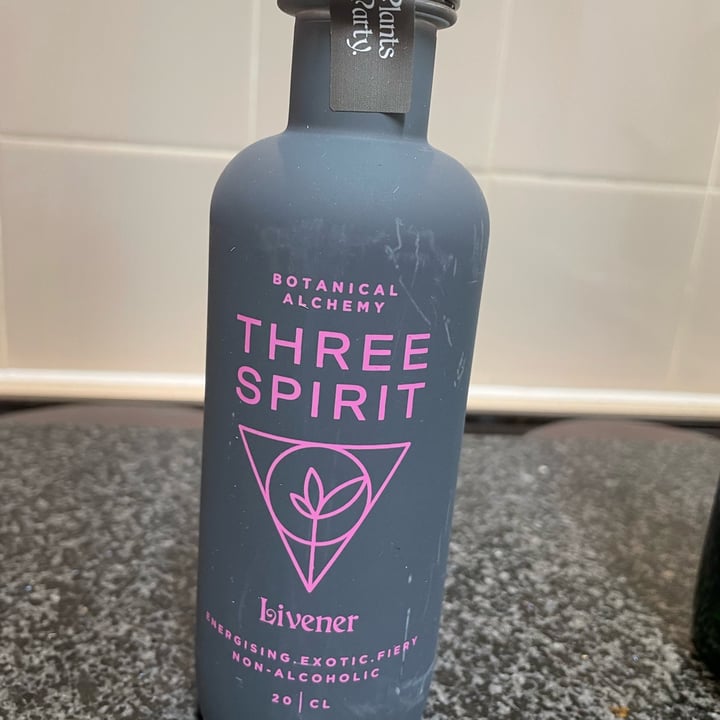 Plants
Party.
BOTANICAL
ALCHEMY
THREE
SPIRIT
Livener
ENERGISING.EXOTIC.FIERY
NON-ALCOHOLIC
20 | CL